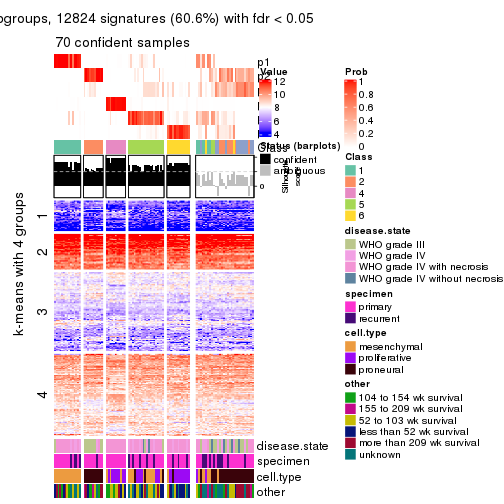 ogroups, 12824 signatures (60.6%) with fdr < 0.05
70 confident samples
p1
Value
12
10
8
6
4
Prob
1
0.8
0.6
0.4
0.2
0
Class
Status (barplots)
confident
ambiguous
0
Class
1
2
4
5
6
k-means with 4 groups
1
2
3
4
disease.state
WHO grade III
WHO grade IV
WHO grade IV with necrosis
WHO grade IV without necrosis
specimen
primary
recurrent
cell.type
mesenchymal
proliferative
proneural
other
104 to 154 wk survival
155 to 209 wk survival
52 to 103 wk survival
less than 52 wk survival
more than 209 wk survival
unknown
disease.state
specimen
cell.type
other